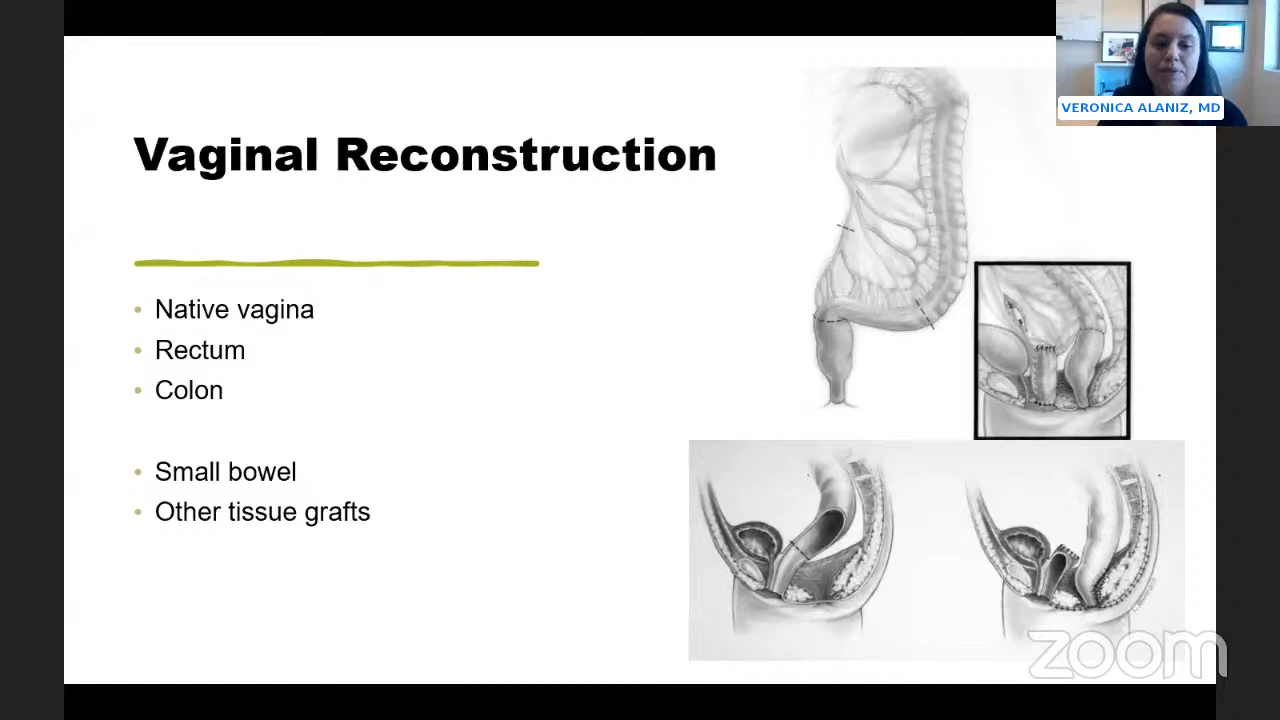 VERONICA ALANIZ, MD
Vaginal Reconstruction
• Native vagina
• Rectum
• Colon
• Small bowel
• Other tissue grafts
zoom